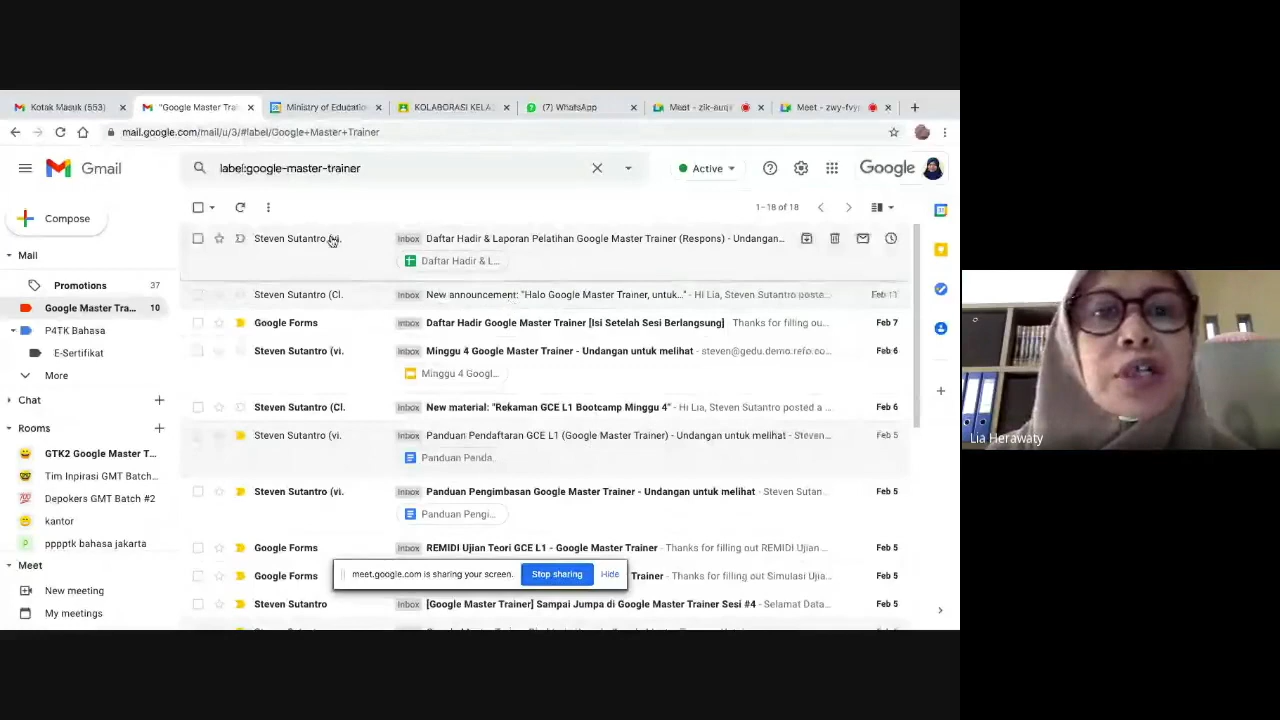 Kotak Masuk (553)
"Google Master Trai
Ministry of Educatio
KOLABORASI KELA
(7) WhatsApp
Meet - zik-auqi
Meet - zwy-fvy
mail.google.com/mail/u/3/#label/Google+Master+Trainer
Gmail
label:google-master-trainer
Active
Google
Compose
1–18 of 18
Mail
Promotions 37
Google Master Tra... 10
P4TK Bahasa
E-Sertifikat
More
Chat
Rooms
GTK2 Google Master T...
Tim Inpirasi GMT Batch...
Depokers GMT Batch #2
kantor
pppptk bahasa jakarta
Meet
New meeting
My meetings
Steven Sutantro Inbox Daftar Hadir & Laporan Pelatihan Google Master Trainer (Respons) - Undangan...
Daftar Hadir & L...
Steven Sutantro (Cl. Inbox New announcement: "Halo Google Master Trainer, untuk..." - Hi Lia, Steven Sutantro poste... Feb
Google Forms Inbox Daftar Hadir Google Master Trainer [Isi Setelah Sesi Berlangsung] - Thanks for filling ou... Feb 7
Steven Sutantro (vi. Inbox Minggu 4 Google Master Trainer - Undangan untuk melihat - steven@gedu.demo.refo.co... Feb 6
Minggu 4 Googl...
Steven Sutantro (Cl. Inbox New material: "Rekaman GCE L1 Bootcamp Minggu 4" - Hi Lia, Steven Sutantro posted a ... Feb 6
Steven Sutantro (vi. Inbox Panduan Pendaftaran GCE L1 (Google Master Trainer) - Undangan untuk melihat - Steven... Feb 5
Panduan Penda...
Steven Sutantro (vi. Inbox Panduan Pengimbasan Google Master Trainer - Undangan untuk melihat - Steven Sutan... Feb 5
Panduan Pengi...
Google Forms Inbox REMIDI Ujian Teori GCE L1 - Google Master Trainer - Thanks for filling out REMIDI Ujian ... Feb 5
meet.google.com is sharing your screen. Stop sharing Hide
Google Forms Trainer - Thanks for filling out Simulasi Ujia... Feb 5
Steven Sutantro Inbox [Google Master Trainer] Sampai Jumpa di Google Master Trainer Sesi #4 - Selamat Data... Feb 5
Lia Herawaty